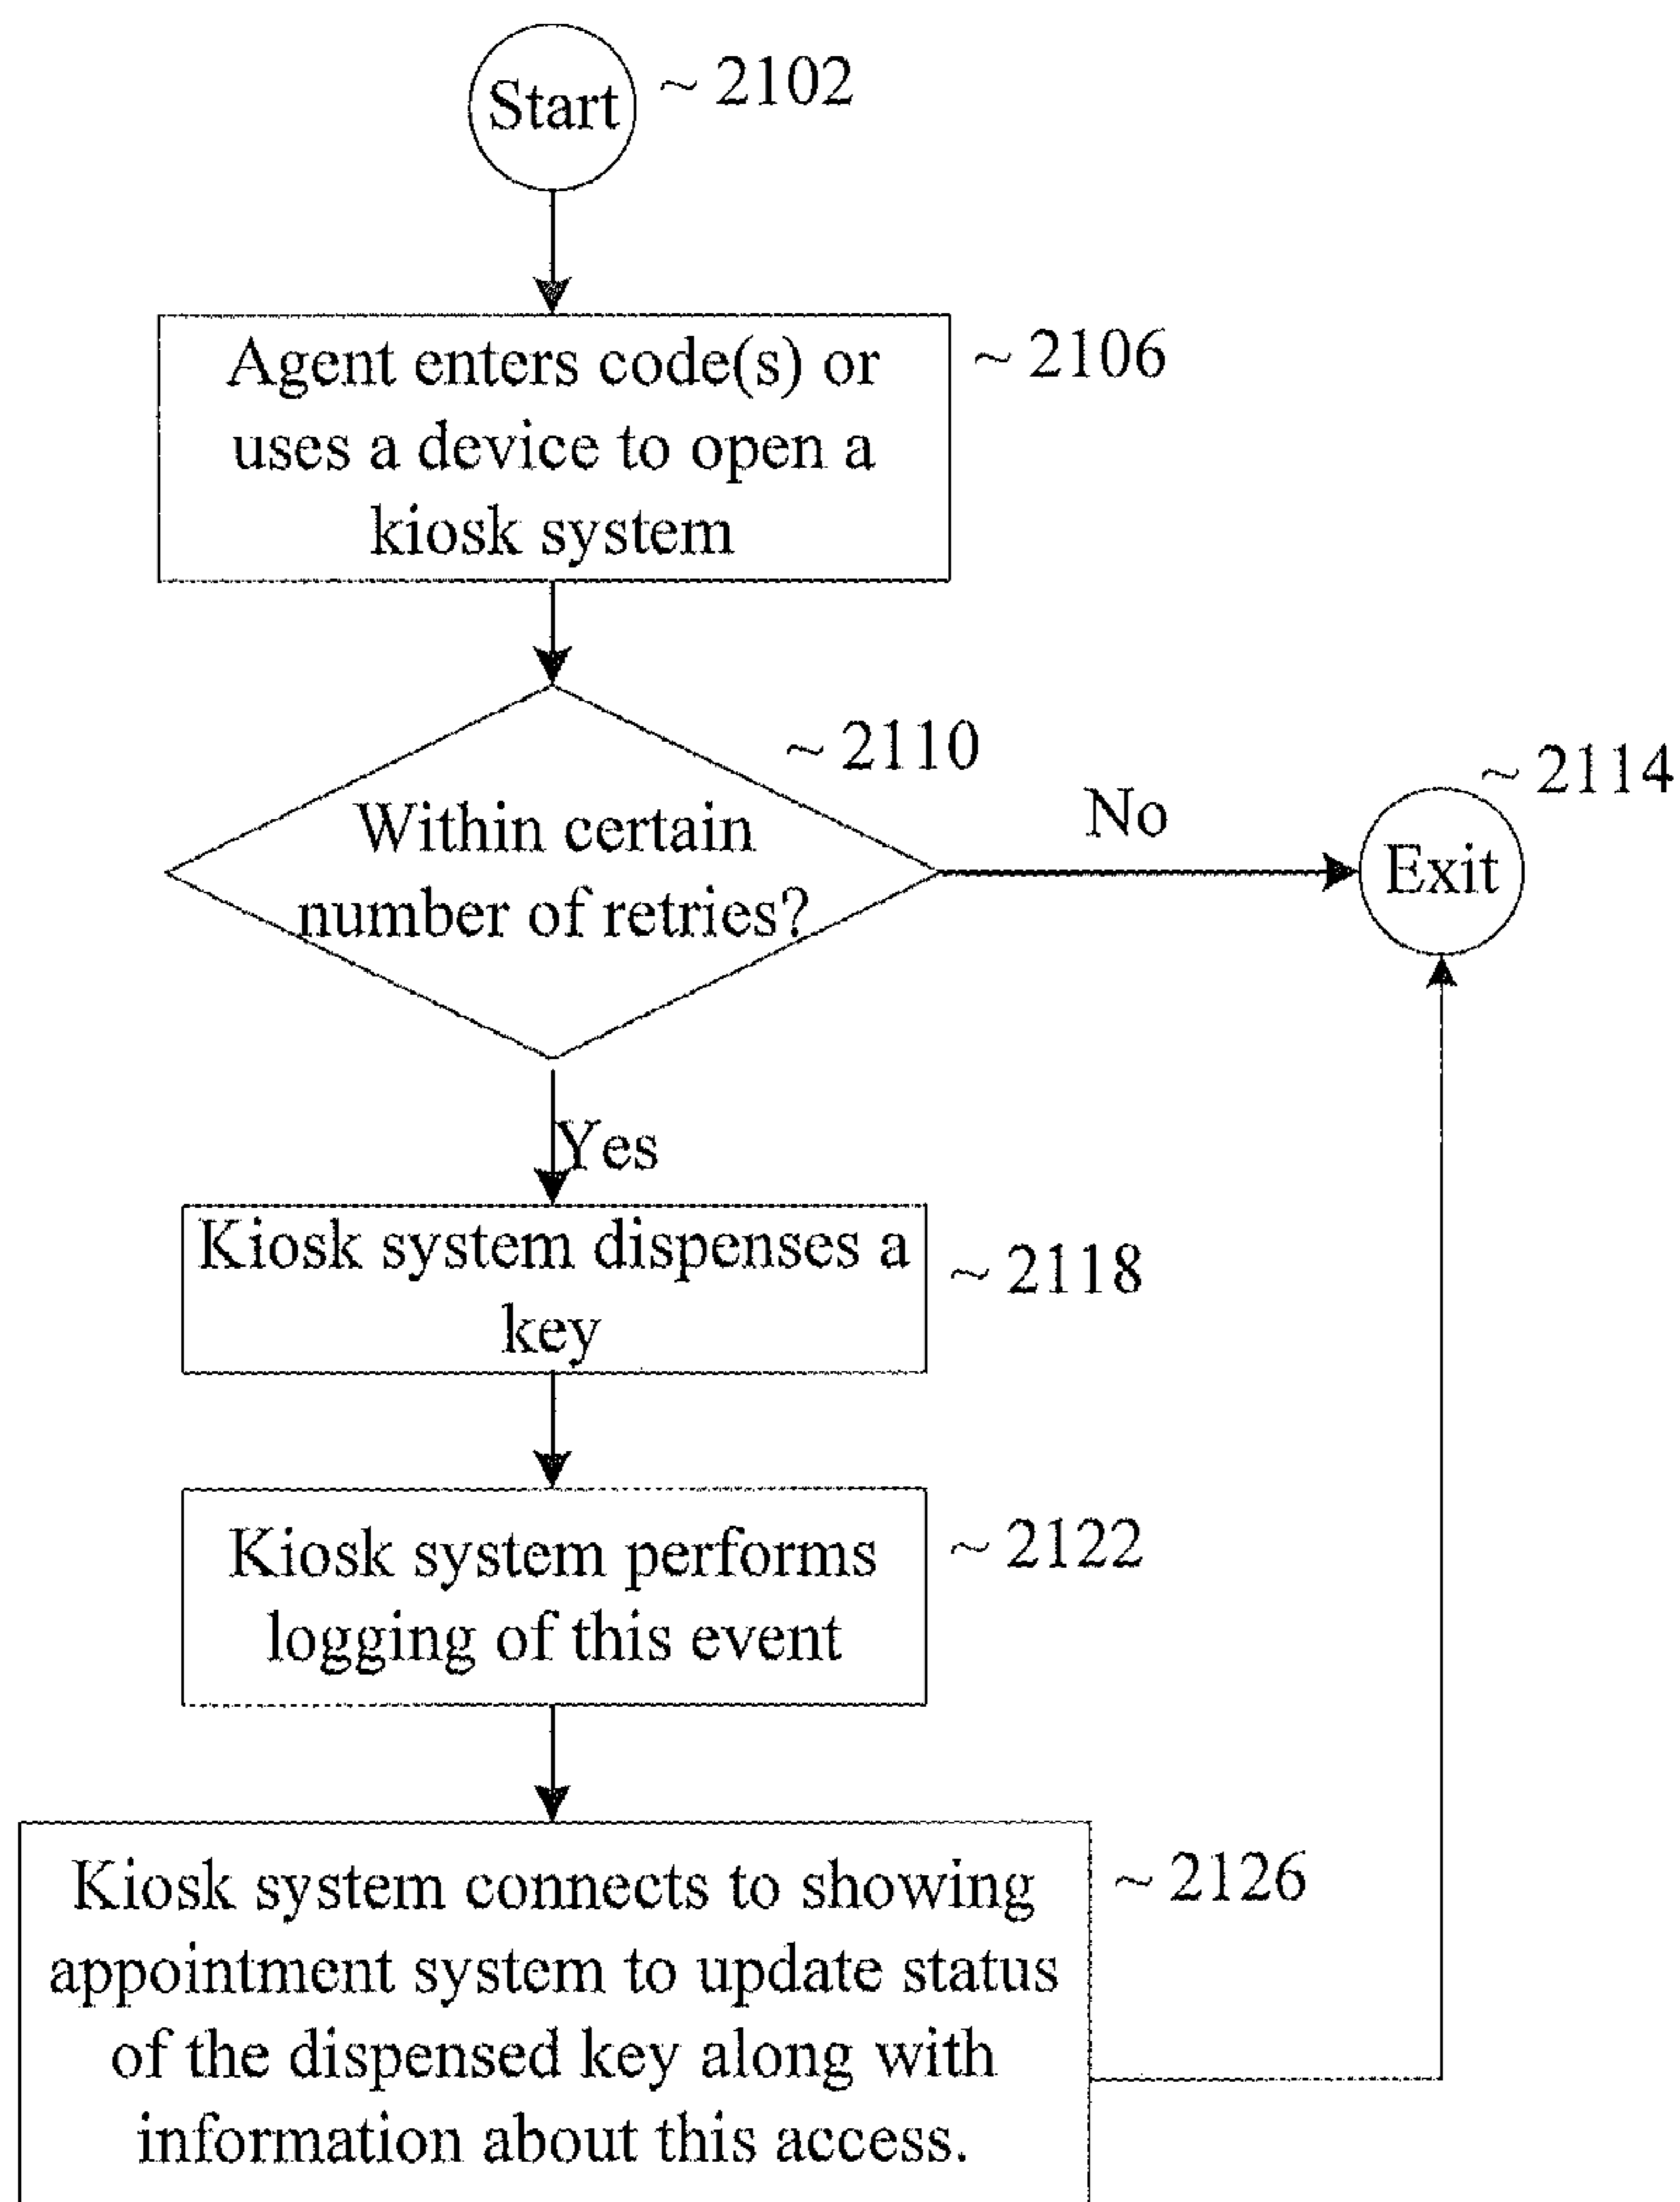 Start ~ 2102
Agent enters code(s) or ~ 2106
uses a device to open a
kiosk system
~ 2110
Within certain
number of retries?
No
~ 2114
Exit
Yes
Kiosk system dispenses a
key
~ 2118
Kiosk system performs
logging of this event
~ 2122
Kiosk system connects to showing
appointment system to update status
of the dispensed key along with
information about this access.
~ 2126